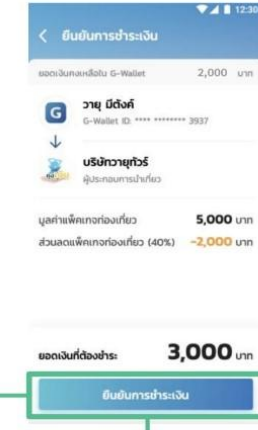 12:30
ยืนยันการชำระเงิน
ยอดเงินคงเหลือใน G-Wallet 2,000 บาท
G
วายุ มีตังค์
G-Wallet ID: **** ******** 3937
บริษัทวายุทัวร์
ผู้ประกอบการนำเที่ยว
มูลค่าแพ็คเกจท่องเที่ยว 5,000 บาท
ส่วนลดแพ็คเกจท่องเที่ยว (40%) -2,000 บาท
ยอดเงินที่ต้องชำระ 3,000 บาท
ยืนยันการชำระเงิน